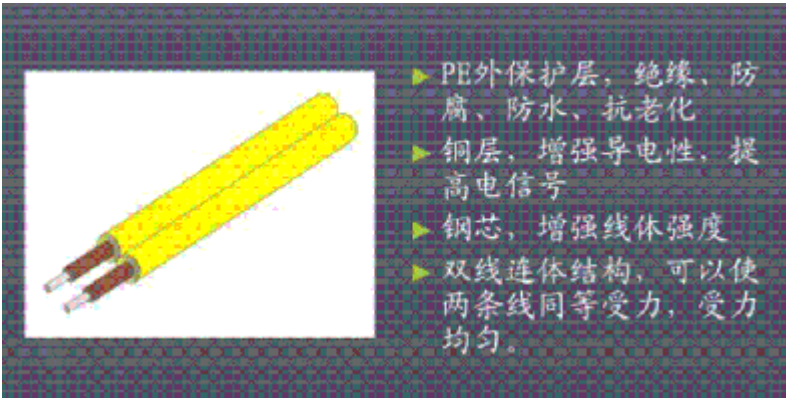 PE外保护层，绝缘、防
腐、防水、抗老化
铜层，增强导电性，提
高电信号
钢芯，增强线体强度
双线连体结构，可以使
两条线同等受力，受力
均匀。